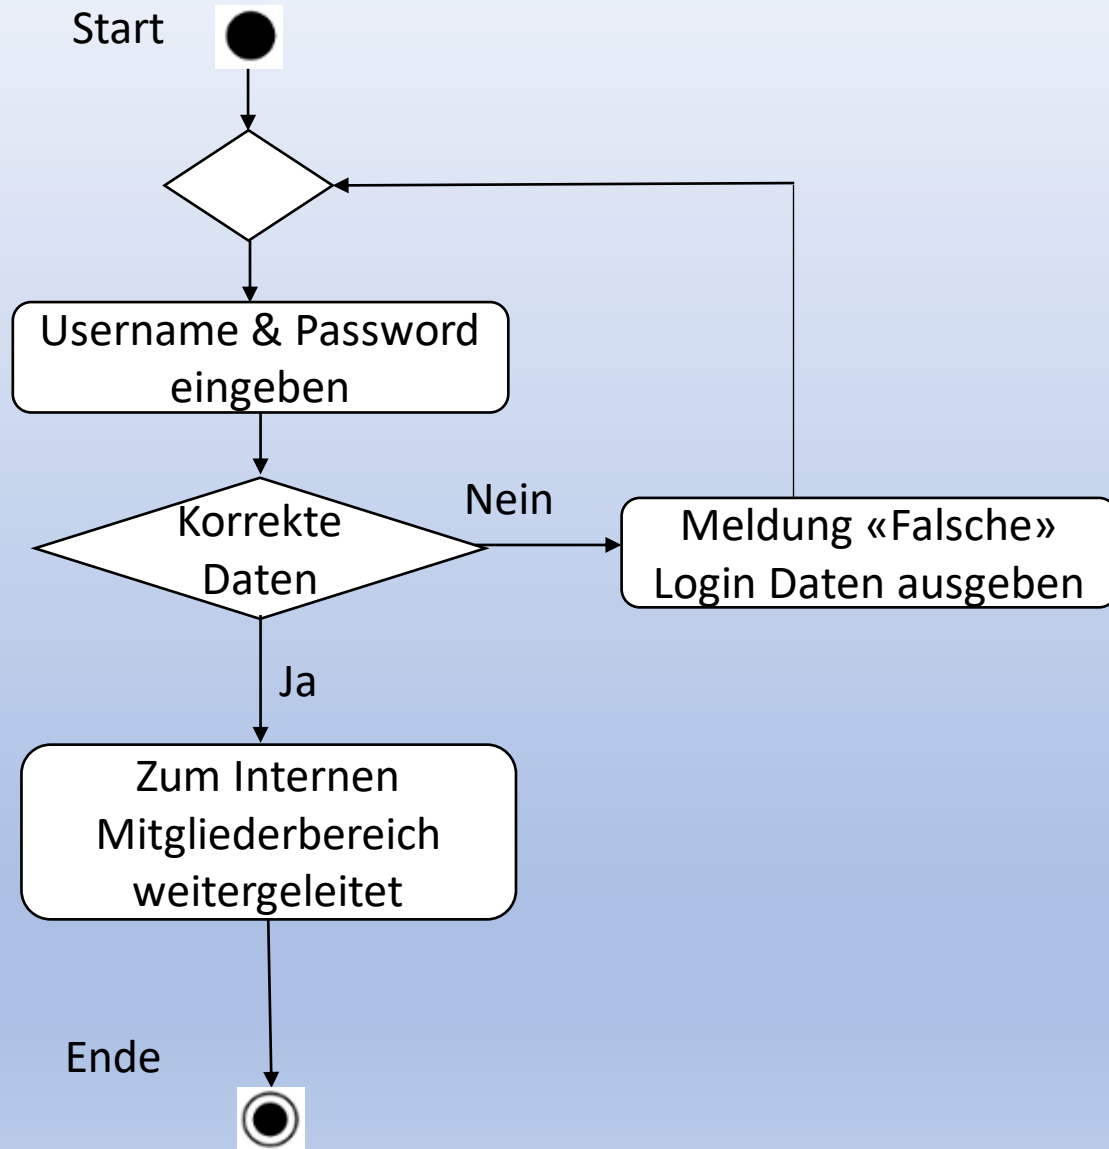 Start
Username & Password
eingeben
Korrekte
Daten
Nein
Meldung «Falsche»
Login Daten ausgeben
Ja
Zum Internen
Mitgliederbereich
weitergeleitet
Ende